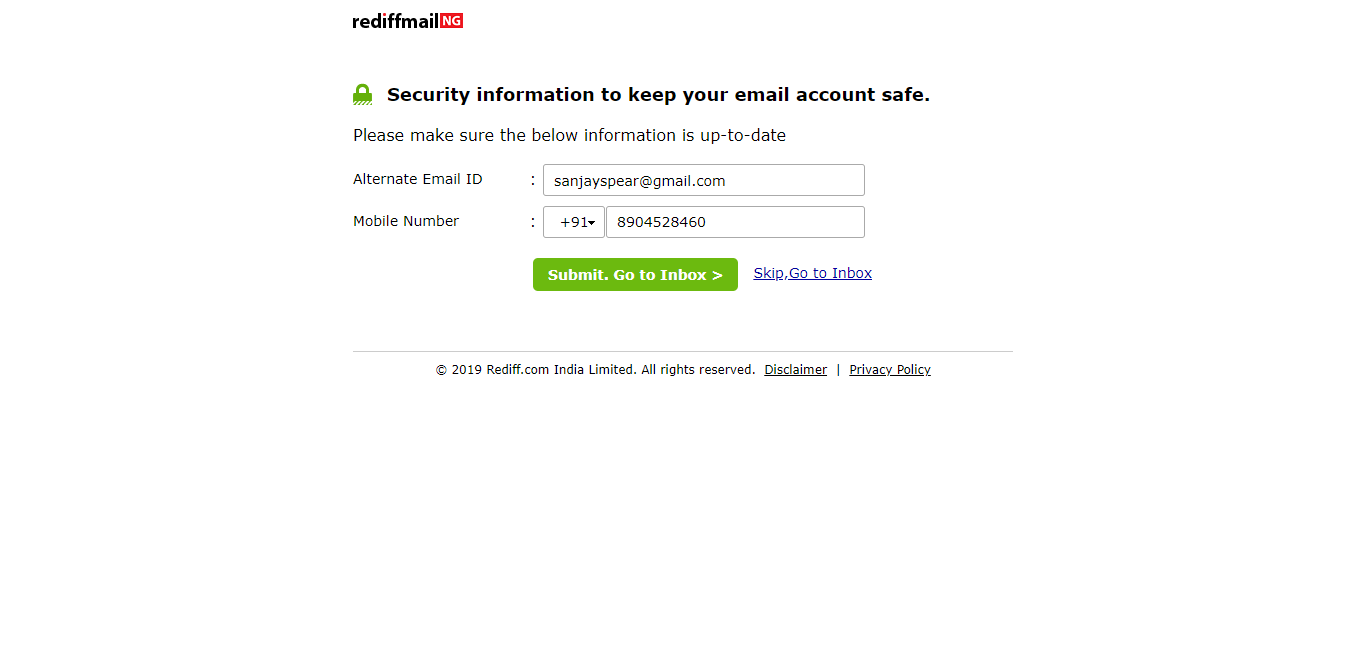 rediffmail NG
Security information to keep your email account safe.
Please make sure the below information is up-to-date
Alternate Email ID : sanjayspear@gmail.com
Mobile Number : +91 8904528460
Submit. Go to Inbox > Skip,Go to Inbox
© 2019 Rediff.com India Limited. All rights reserved. Disclaimer | Privacy Policy